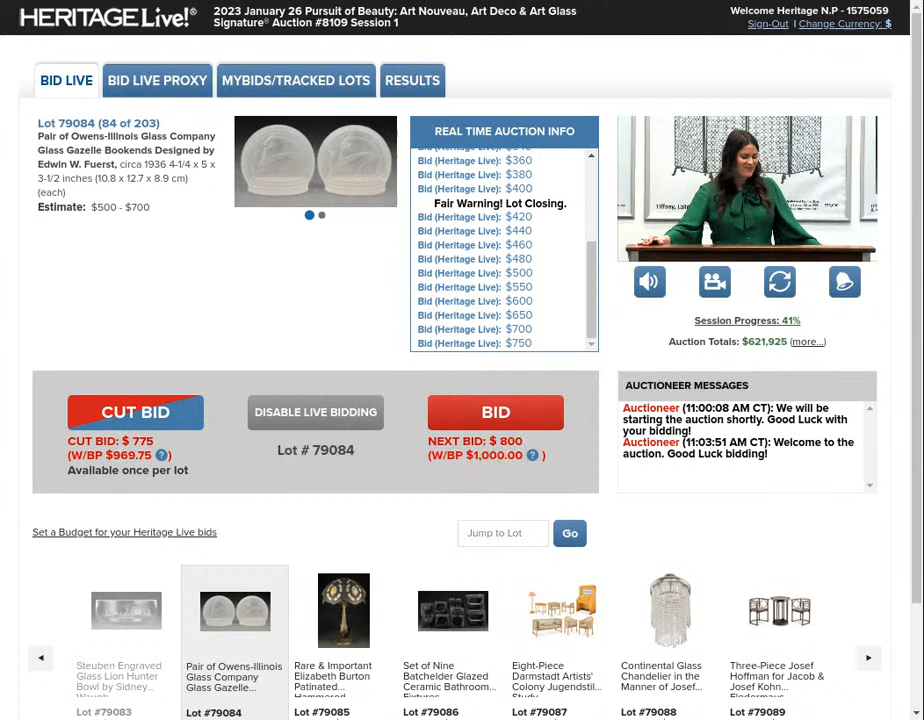 HERITAGE Live!®
2023 January 26 Pursuit of Beauty: Art Nouveau, Art Deco & Art Glass
Signature® Auction #8109 Session 1
Welcome Heritage N.P - 1575059
Sign-Out | Change Currency: $
BID LIVE
BID LIVE PROXY
MYBIDS/TRACKED LOTS
RESULTS
Lot 79084 (84 of 203)
Pair of Owens-Illinois Glass Company
Glass Gazelle Bookends Designed by
Edwin W. Fuerst, circa 1936 4-1/4 x 5 x
3-1/2 inches (10.8 x 12.7 x 8.9 cm)
(each)
Estimate: $500 - $700
REAL TIME AUCTION INFO
Bid (Heritage Live): $360
Bid (Heritage Live): $380
Bid (Heritage Live): $400
Fair Warning! Lot Closing.
Bid (Heritage Live): $420
Bid (Heritage Live): $440
Bid (Heritage Live): $460
Bid (Heritage Live): $480
Bid (Heritage Live): $500
Bid (Heritage Live): $550
Bid (Heritage Live): $600
Bid (Heritage Live): $650
Bid (Heritage Live): $700
Bid (Heritage Live): $750
Session Progress: 41%
Auction Totals: $621,925 (more...)
CUT BID
CUT BID: $ 775
(W/BP $969.75 ?)
Available once per lot
DISABLE LIVE BIDDING
Lot # 79084
BID
NEXT BID: $ 800
(W/BP $1,000.00 ? )
AUCTIONEER MESSAGES
Auctioneer (11:00:08 AM CT): We will be
starting the auction shortly. Good Luck with
your bidding!
Auctioneer (11:03:51 AM CT): Welcome to the
auction. Good Luck bidding!
Set a Budget for your Heritage Live bids
Jump to Lot
Go
Steuben Engraved
Glass Lion Hunter
Bowl by Sidney...
Lot #79083
Pair of Owens-Illinois
Glass Company
Glass Gazelle...
Lot #79084
Rare & Important
Elizabeth Burton
Patinated...
Lot #79085
Set of Nine
Batchelder Glazed
Ceramic Bathroom...
Lot #79086
Eight-Piece
Darmstadt Artists'
Colony Jugendstil...
Lot #79087
Continental Glass
Chandelier in the
Manner of Josef...
Lot #79088
Three-Piece Josef
Hoffman for Jacob &
Josef Kohn...
Lot #79089